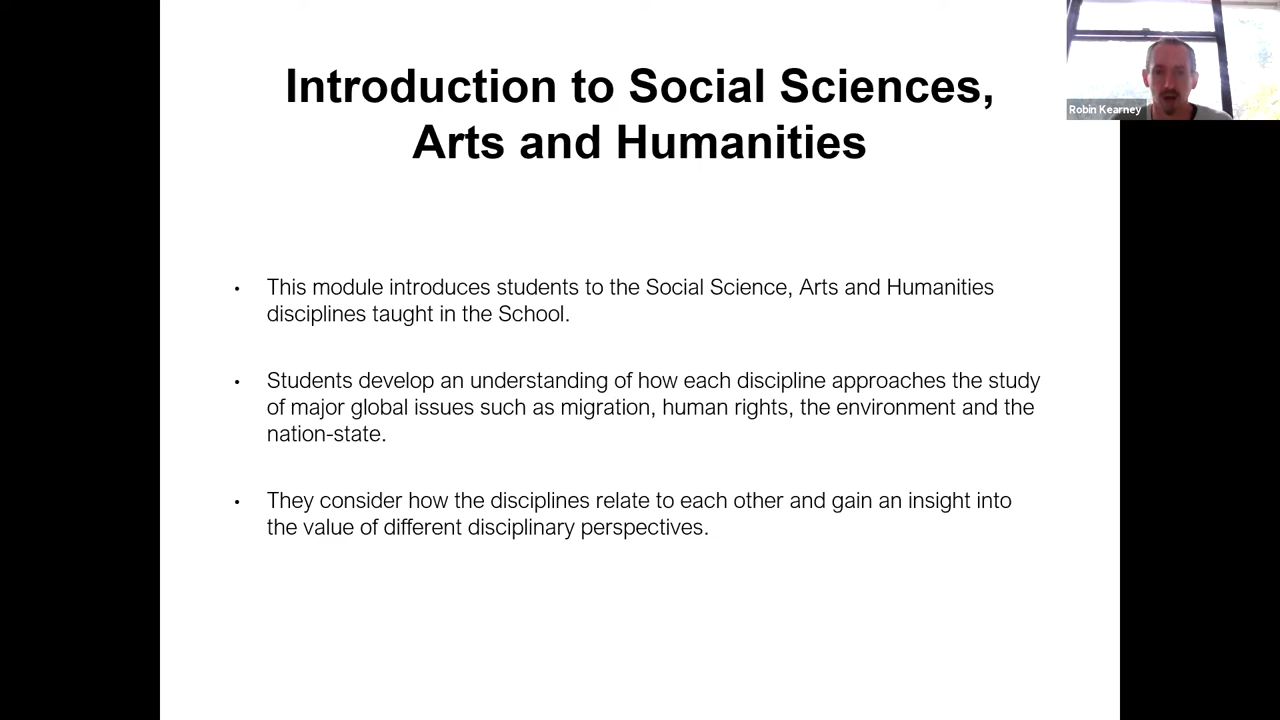 Introduction to Social Sciences,
Arts and Humanities
Robin Kearney
• This module introduces students to the Social Science, Arts and Humanities
disciplines taught in the School.
• Students develop an understanding of how each discipline approaches the study
of major global issues such as migration, human rights, the environment and the
nation-state.
• They consider how the disciplines relate to each other and gain an insight into
the value of different disciplinary perspectives.